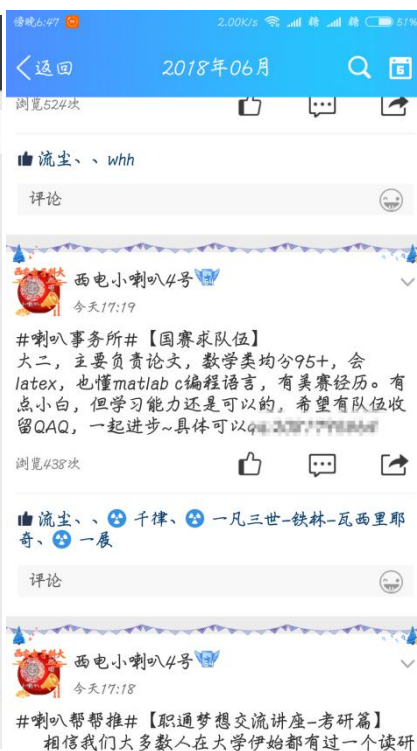 傍晚6:47 2.00K/s 51%
返回 2018年06月 6
浏览524次
流尘、、whh
评论
西电小喇叭4号
今天17:19
#喇叭事务所#【国赛求队伍】
大二，主要负责论文，数学类均分95+，会
latex，也懂matlab c编程语言，有美赛经历。有
点小白，但学习能力还是可以的，希望有队伍收
留QAQ，一起进步~具体可以
浏览438次
流尘、、 千律、 一凡三世-铁林-瓦西里耶
奇、 一展
评论
西电小喇叭4号
今天17:18
#喇叭帮帮推#【职通梦想交流讲座-考研篇】
相信我们大多数人在大学伊始都有过一个读研